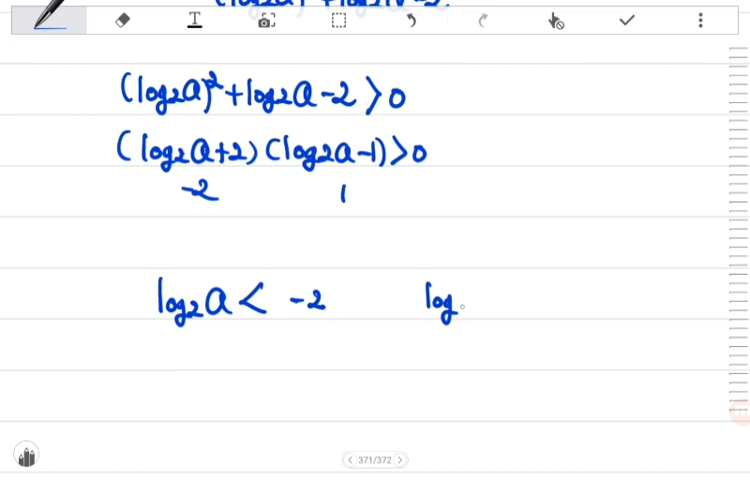 (log₂a)²+log₂a-2>0
(log₂a+2)(log₂a-1)>0
-2 1
log₂a < -2 log
371/372